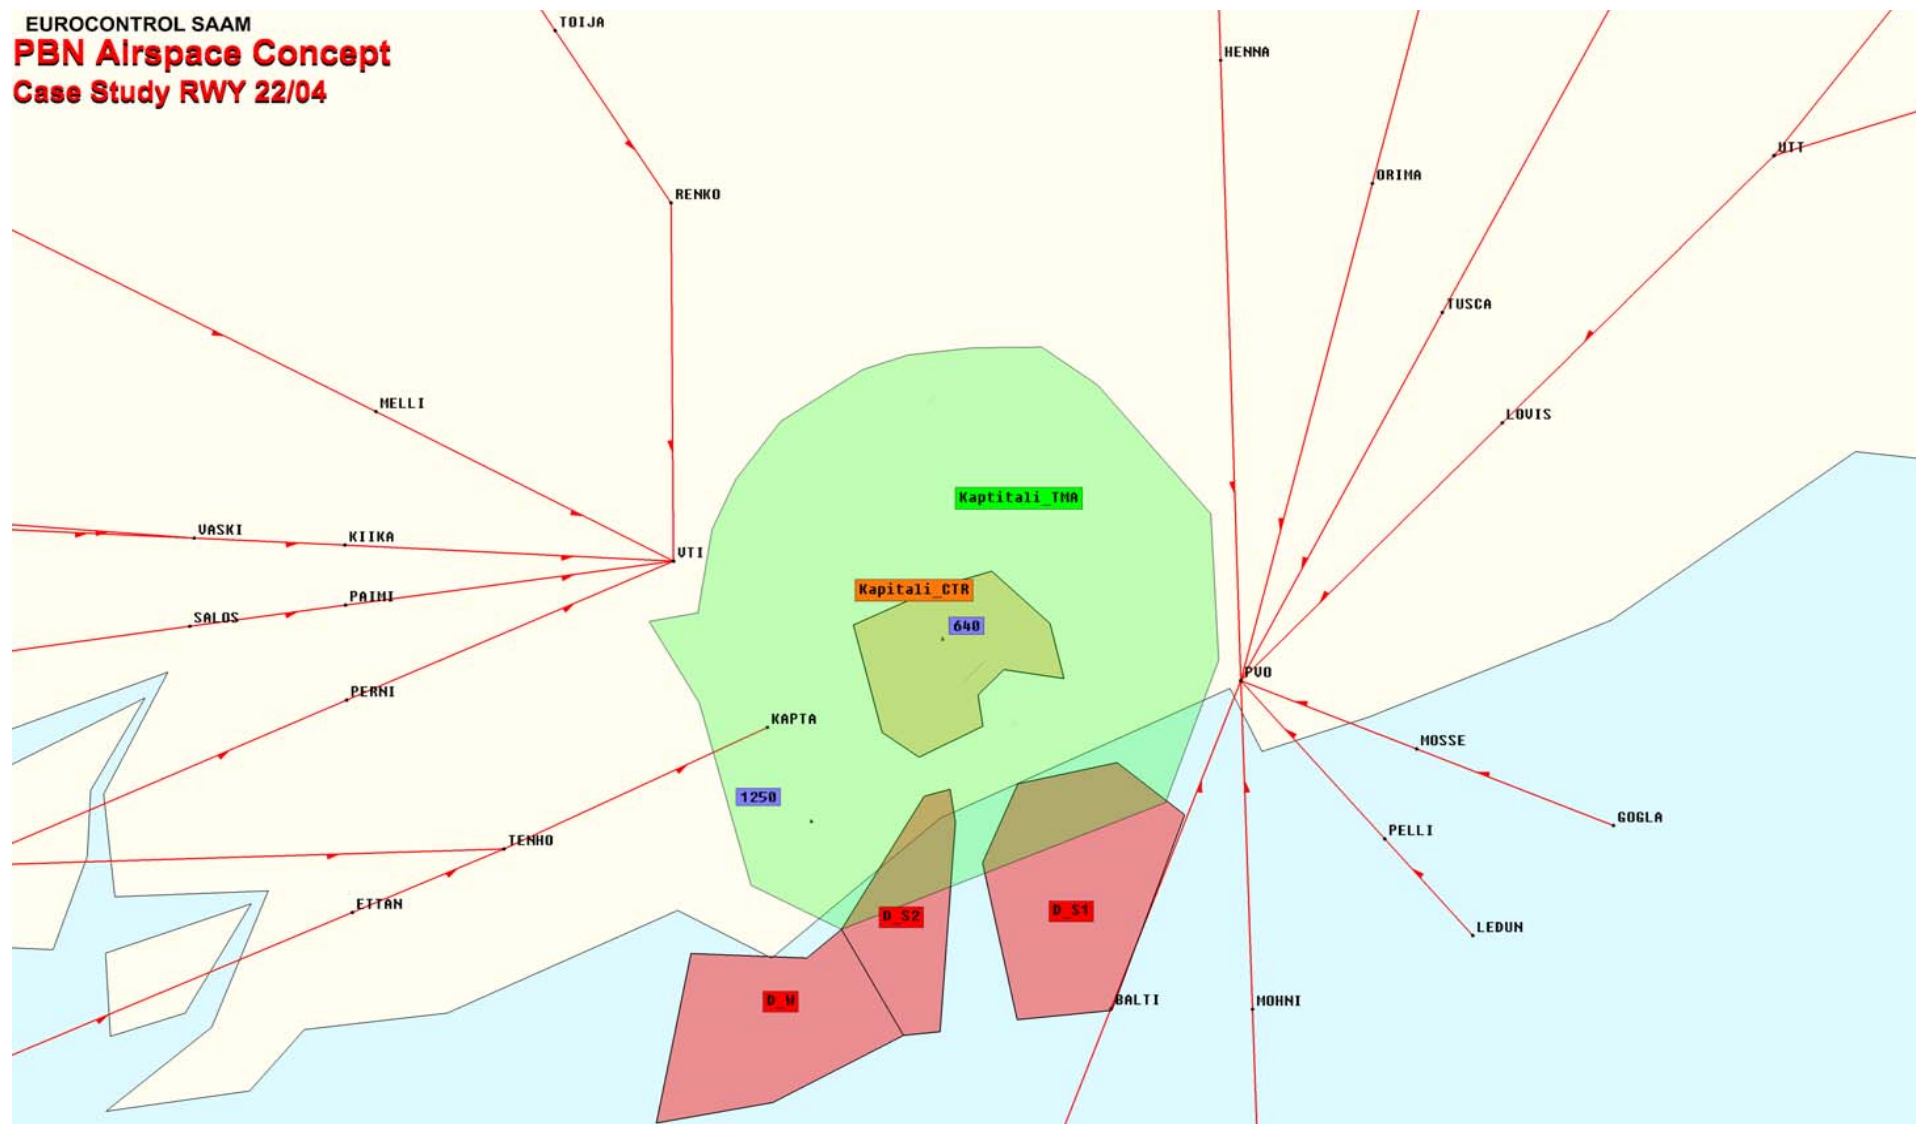 EUROCONTROL SAAM
PBN Airspace Concept
Case Study RWY 22/04
TOIJA
HENNA
UTT
ORIMA
RENKO
TUSCA
MELLI
LOVIS
Kaptitali_TMA
VASKI
KIIKA
VTI
Kapitali_CTR
PAIMI
SALOS
640
PVO
PERNI
KAPTA
MOSSE
1250
GOGLA
PELLI
TENHO
ETTAN
D_S2
D_S1
LEDUN
D_W
BALTI
MOHNI